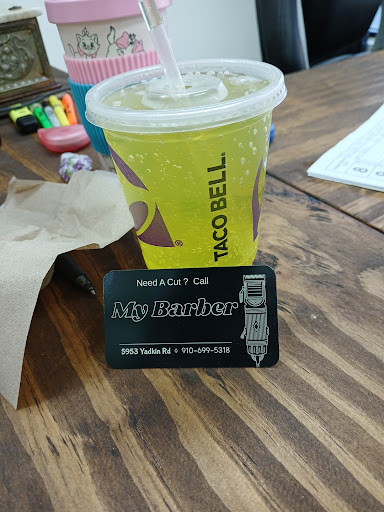 TACO BELL®
Need A Cut ? Call
My Barber
5953 Yadkin Rd ◊ 910-699-5318